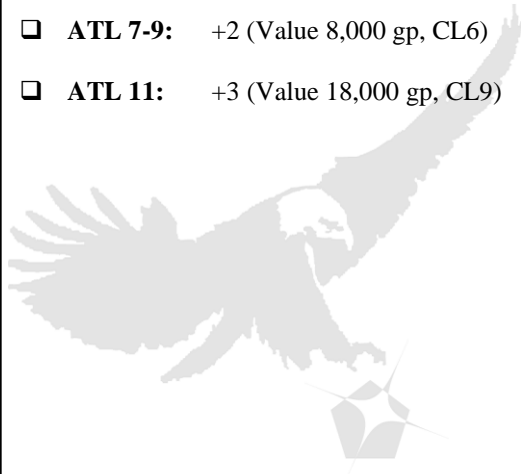 ❑ ATL 7-9: +2 (Value 8,000 gp, CL6)
❑ ATL 11: +3 (Value 18,000 gp, CL9)